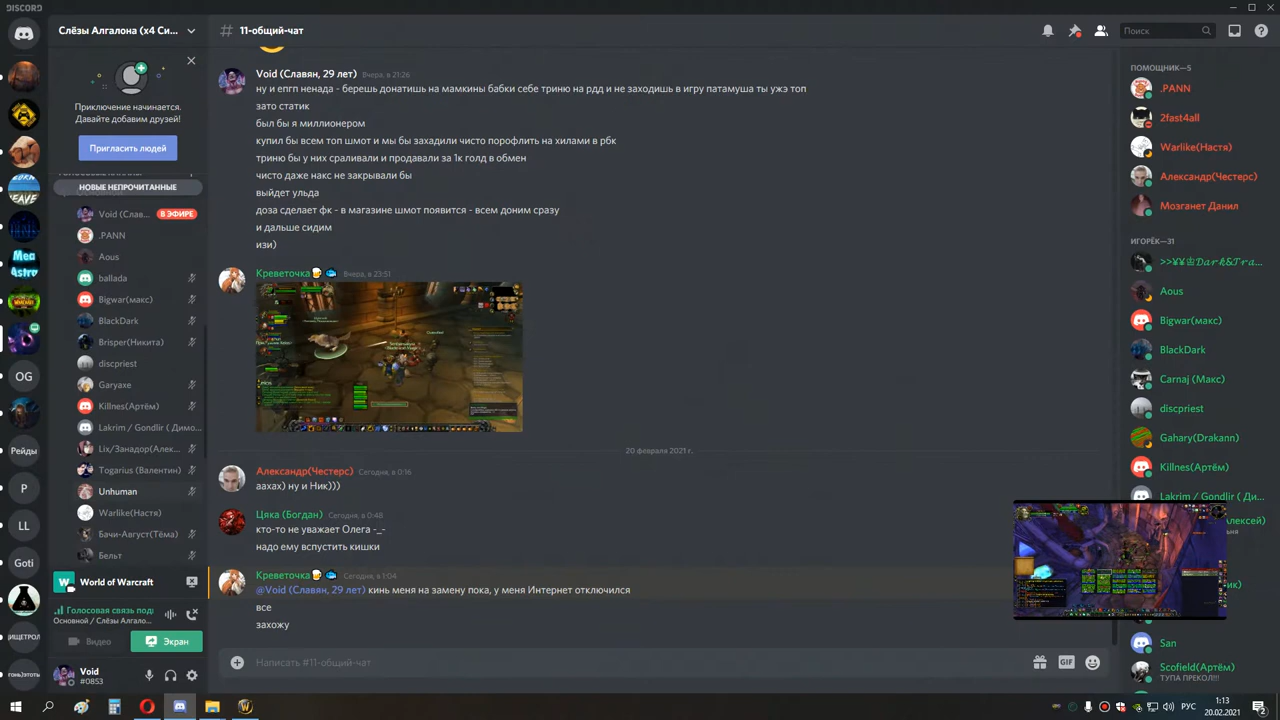 DISCORD
Слёзы Алгалона (x4 Си...
Приключение начинается.
Давайте добавим друзей!
Пригласить людей
НОВЫЕ НЕПРОЧИТАННЫЕ
Void (Слав...
В ЭФИРЕ
.PANN
Aous
ballada
Bigwar(макс)
BlackDark
Brisper(Никита)
discpriest
Garyaxe
Killnes(Артём)
Lakrim / Gondlir ( Димо...
Lix/Занадор(Алек...
Togarius (Валентин)
Unhuman
Warlike(Настя)
Бачи-Август(Тёма)
Бельт
World of Warcraft
Голосовая связь подк
Основной / Слёзы Алгало...
Видео
Экран
Void
#0853
OG
Рейды
P
LL
Goti
11-общий-чат
Поиск
Void (Славян, 29 лет) Вчера, в 21:26
ну и епгп ненада - берешь донатишь на мамкины бабки себе триню на рдд и не заходишь в игру патамуша ты ужэ топ
зато статик
был бы я миллионером
купил бы всем топ шмот и мы бы захадили чисто порофлить на хилами в рбк
триню бы у них сраливали и продавали за 1к голд в обмен
чисто даже накс не закрывали бы
выйдет ульда
доза сделает фк - в магазине шмот появится - всем доним сразу
и дальше сидим
изи)
Креветочка Вчера, в 23:51
20 февраля 2021 г.
Александр(Честерс) Сегодня, в 0:16
аахах) ну и Ник)))
Цяка (Богдан) Сегодня, в 0:48
кто-то не уважает Олега -_-
надо ему вспустить кишки
Креветочка Сегодня, в 1:04
@Void (Славян, 29 лет) кинь меня на замену пока, у меня Интернет отключился
все
захожу
Написать #11-общий-чат
GIF
ПОМОЩНИК—5
.PANN
2fast4all
Warlike(Настя)
Александр(Честерс)
Мозганет Данил
ИГОРЁК—31
Aous
Bigwar(макс)
BlackDark
Carnaj (Макс)
discpriest
Gahary(Drakann)
Killnes(Артём)
Lakrim / Gondlir ( Ди...
San
Scofield(Артём)
ТУПА ПРЕКОЛ!!!
РУС
1:13
20.02.2021